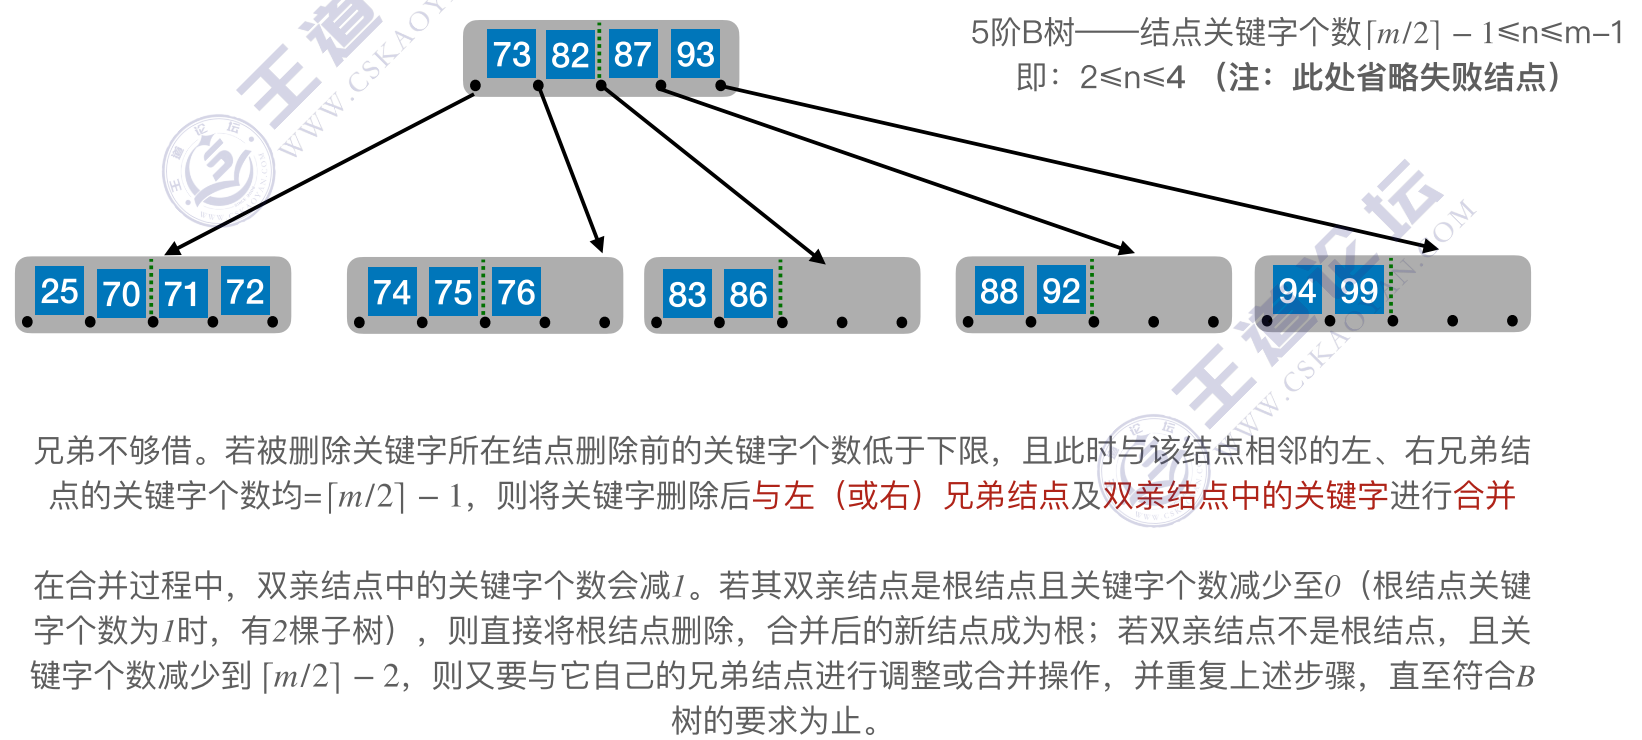 5阶B树——结点关键字个数⌈m/2⌉ − 1≤n≤m–1
即：2≤n≤4 （注：此处省略失败结点）
73 82 87 93
25 70 71 72
74 75 76
83 86
88 92
94 99
兄弟不够借。若被删除关键字所在结点删除前的关键字个数低于下限，且此时与该结点相邻的左、右兄弟结
点的关键字个数均=⌈m/2⌉ − 1，则将关键字删除后与左（或右）兄弟结点及双亲结点中的关键字进行合并
在合并过程中，双亲结点中的关键字个数会减1。若其双亲结点是根结点且关键字个数减少至0（根结点关键
字个数为1时，有2棵子树），则直接将根结点删除，合并后的新结点成为根；若双亲结点不是根结点，且关
键字个数减少到 ⌈m/2⌉ − 2，则又要与它自己的兄弟结点进行调整或合并操作，并重复上述步骤，直至符合B
树的要求为止。
王道论坛
WWW.CSKAOYAN.COM